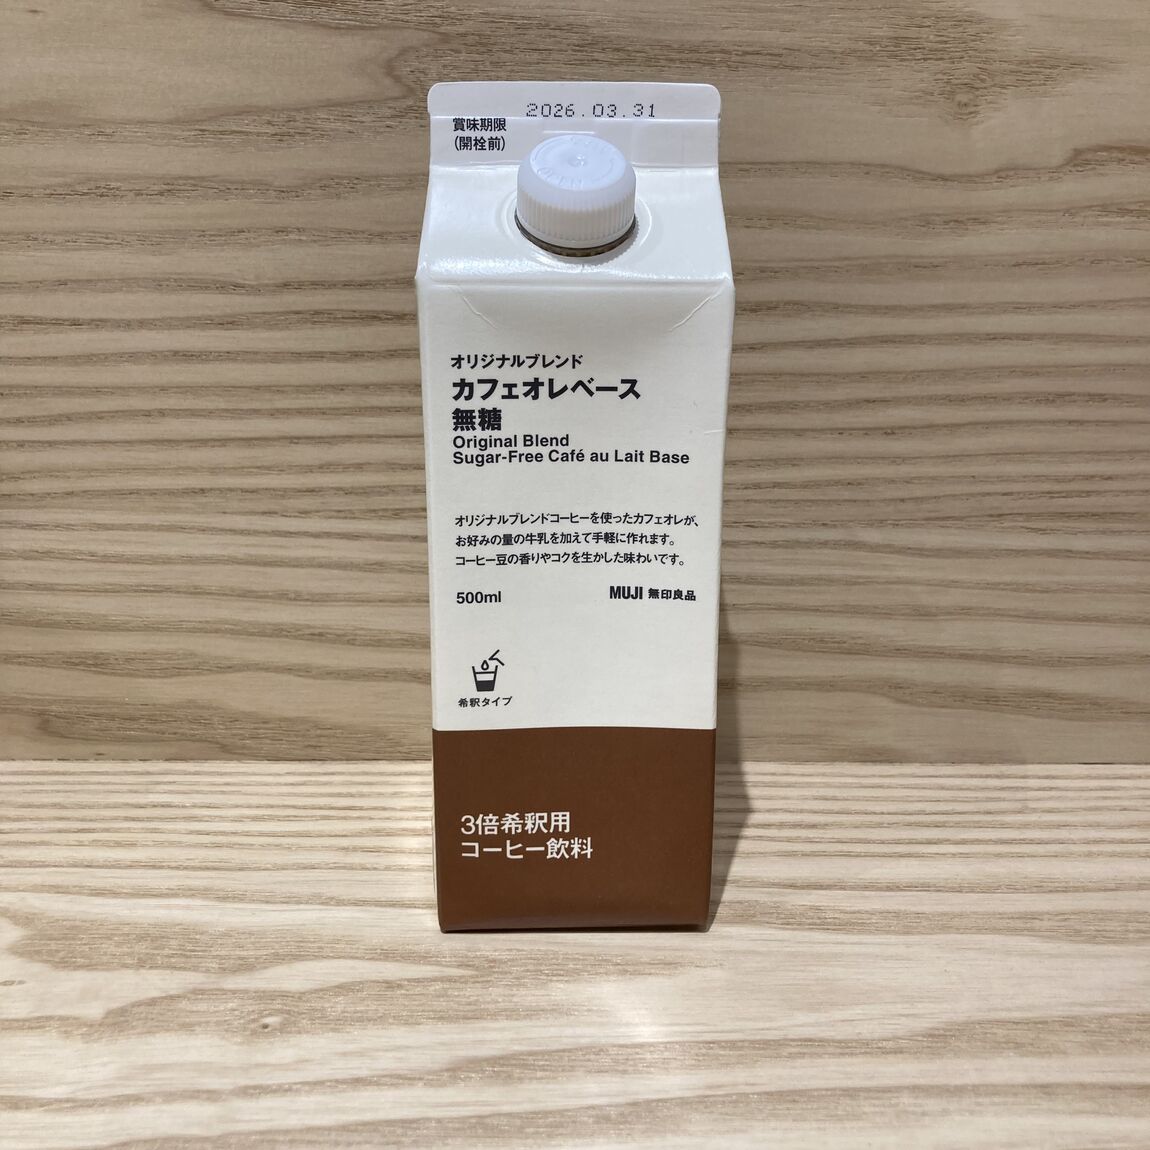 2026.03.31
賞味期限
(開栓前)
オリジナルブレンド
カフェオレベース
無糖
Original Blend
Sugar-Free Café au Lait Base
オリジナルブレンドコーヒーを使ったカフェオレが、
お好みの量の牛乳を加えて手軽に作れます。
コーヒー豆の香りやコクを生かした味わいです。
500ml
MUJI 無印良品
希釈タイプ
3倍希釈用
コーヒー飲料